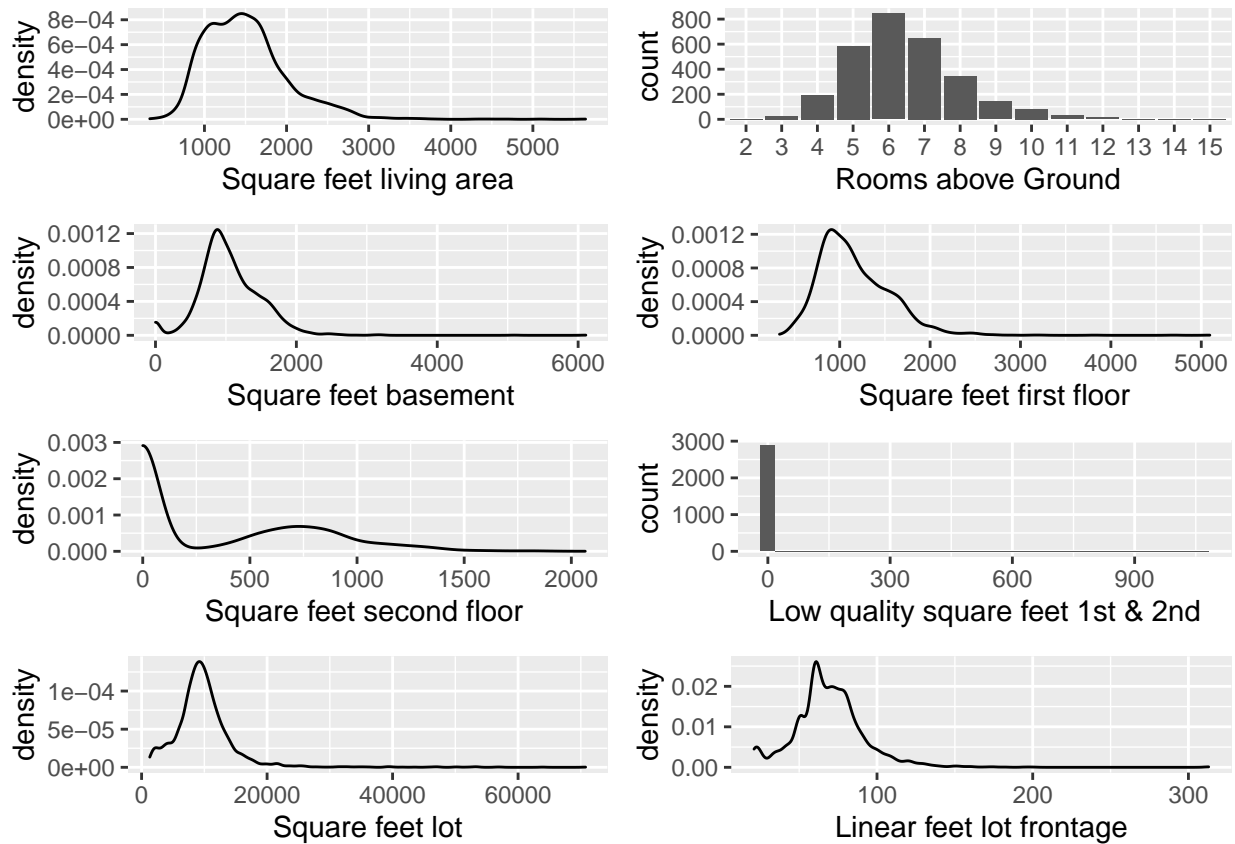 density
8e−04
6e−04
4e−04
2e−04
0e+00
1000 2000 3000 4000 5000
Square feet living area
count
800
600
400
200
0
2 3 4 5 6 7 8 9 10 11 12 13 14 15
Rooms above Ground
density
0.0012
0.0008
0.0004
0.0000
0 2000 4000 6000
Square feet basement
density
0.0012
0.0008
0.0004
0.0000
1000 2000 3000 4000 5000
Square feet first floor
density
0.003
0.002
0.001
0.000
0 500 1000 1500 2000
Square feet second floor
count
3000
2000
1000
0
0 300 600 900
Low quality square feet 1st & 2nd
density
1e−04
5e−05
0e+00
0 20000 40000 60000
Square feet lot
density
0.02
0.01
0.00
100 200 300
Linear feet lot frontage